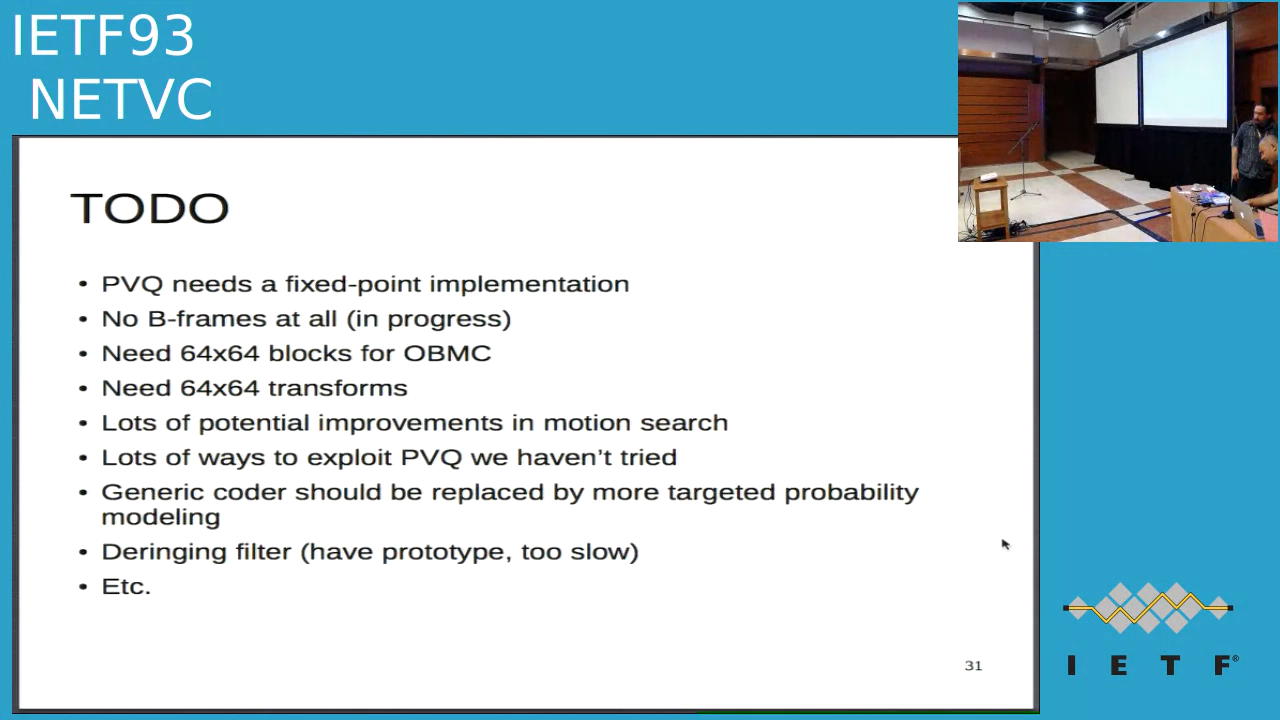 IETF93
NETVC
TODO
• PVQ needs a fixed-point implementation
• No B-frames at all (in progress)
• Need 64x64 blocks for OBMC
• Need 64x64 transforms
• Lots of potential improvements in motion search
• Lots of ways to exploit PVQ we haven’t tried
• Generic coder should be replaced by more targeted probability
modeling
• Deringing filter (have prototype, too slow)
• Etc.
31
I E T F®